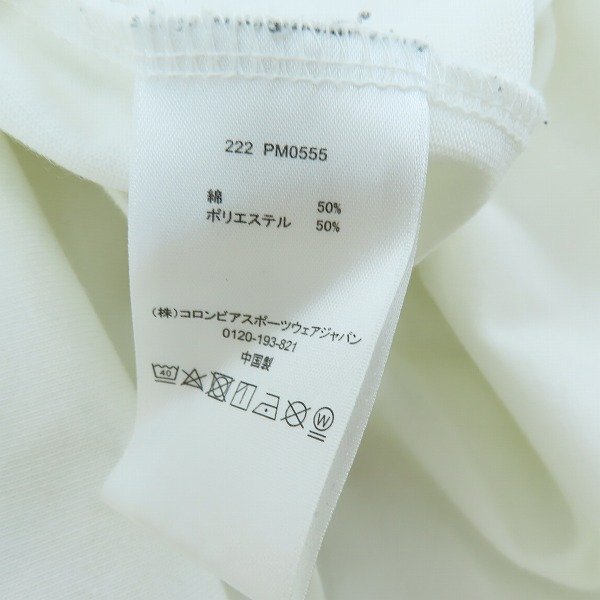 222 PM0555
綿 50%
ポリエステル 50%
(株)コロンビアスポーツウェアジャパン
0120-193-821
中国製
40 W